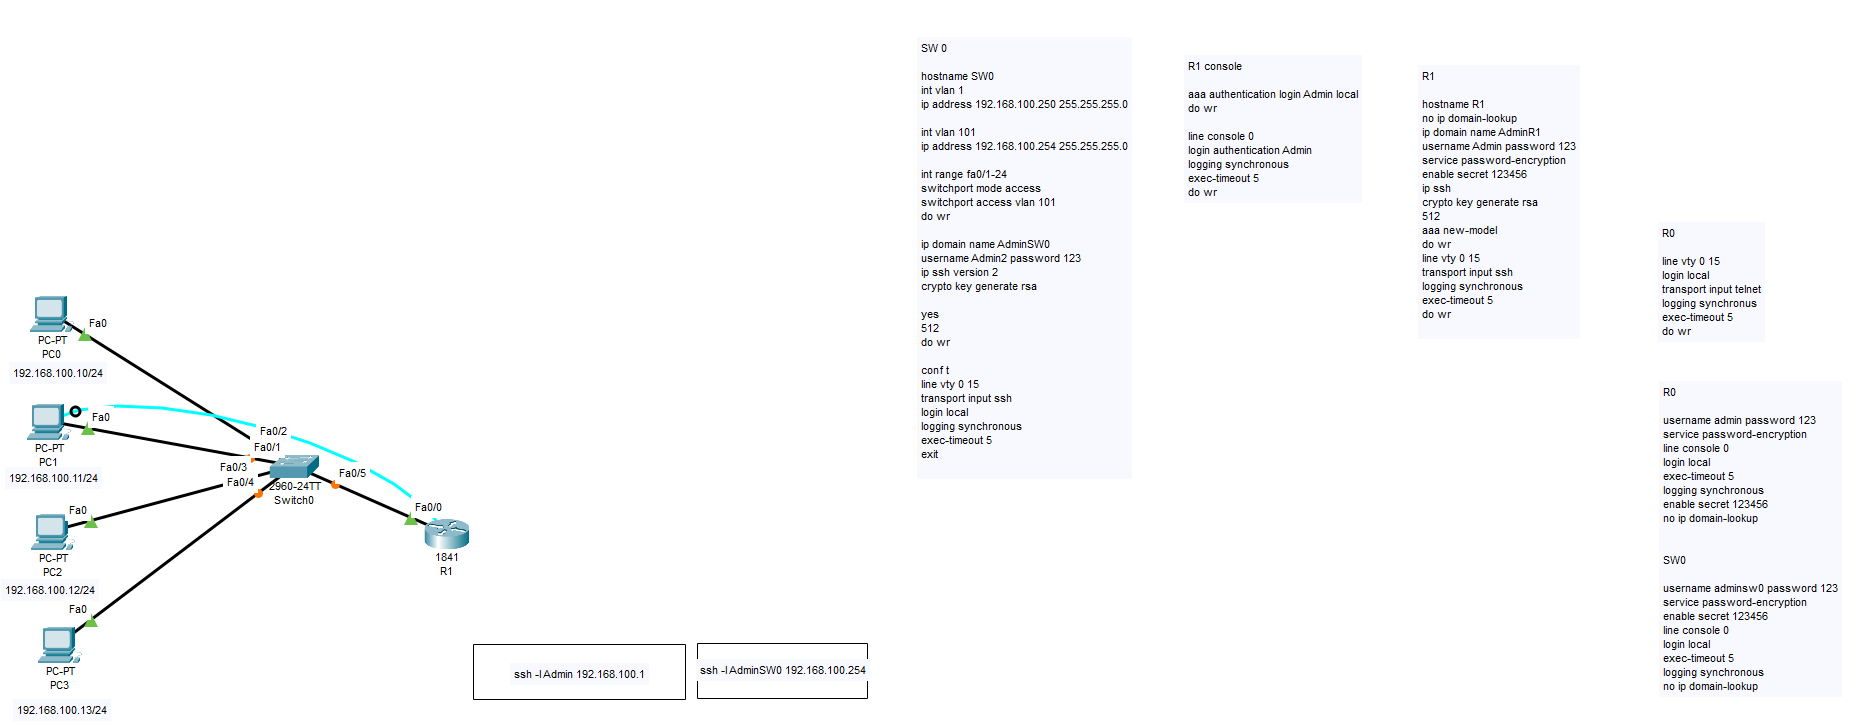 SW 0
hostname SW0
int vlan 1
ip address 192.168.100.250 255.255.255.0
int vlan 101
ip address 192.168.100.254 255.255.255.0
int range fa0/1-24
switchport mode access
switchport access vlan 101
do wr
ip domain name AdminSW0
username Admin2 password 123
ip ssh version 2
crypto key generate rsa
yes
512
do wr
conf t
line vty 0 15
transport input ssh
login local
logging synchronous
exec-timeout 5
exit
R1 console
aaa authentication login Admin local
do wr
line console 0
login authentication Admin
logging synchronous
exec-timeout 5
do wr
R1
hostname R1
no ip domain-lookup
ip domain name AdminR1
username Admin password 123
service password-encryption
enable secret 123456
ip ssh
crypto key generate rsa
512
aaa new-model
do wr
line vty 0 15
transport input ssh
logging synchronous
exec-timeout 5
do wr
R0
line vty 0 15
login local
transport input telnet
logging synchronus
exec-timeout 5
do wr
R0
username admin password 123
service password-encryption
line console 0
login local
exec-timeout 5
logging synchronous
enable secret 123456
no ip domain-lookup
SW0
username adminsw0 password 123
service password-encryption
enable secret 123456
line console 0
login local
exec-timeout 5
logging synchronous
no ip domain-lookup
Fa0
PC-PT
PC0
192.168.100.10/24
Fa0
PC-PT
PC1
192.168.100.11/24
Fa0
PC-PT
PC2
192.168.100.12/24
Fa0
PC-PT
PC3
192.168.100.13/24
Fa0/2
Fa0/1
Fa0/3
Fa0/4
Fa0/5
2960-24TT
Switch0
Fa0/0
1841
R1
ssh -l Admin 192.168.100.1
ssh -l AdminSW0 192.168.100.254